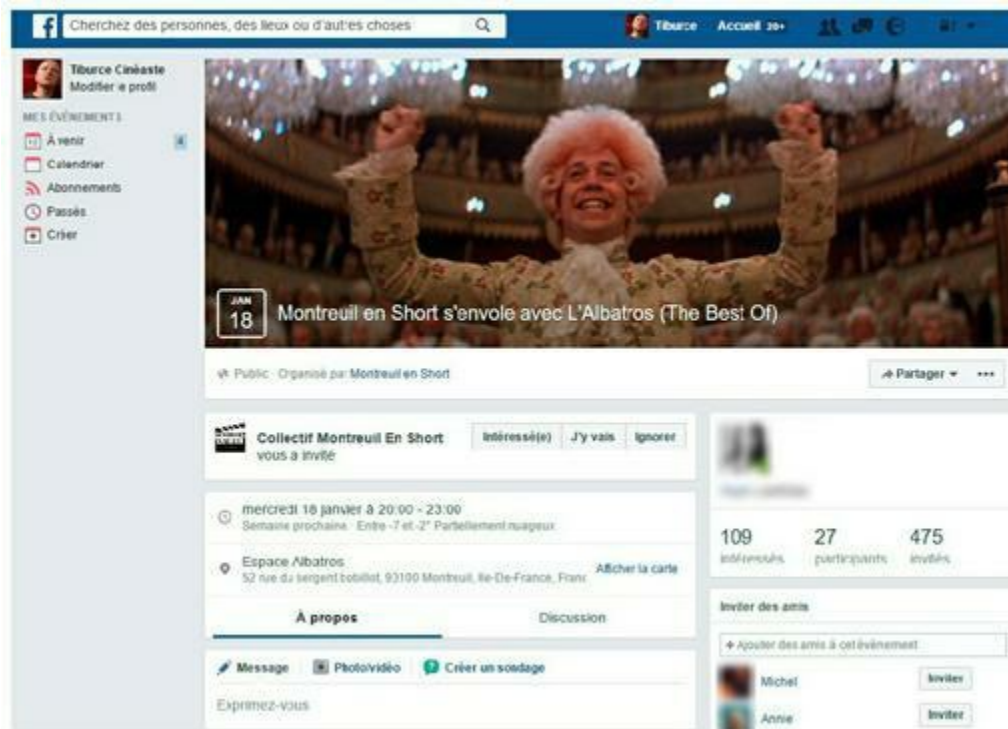 f
Cherchez des personnes, des lieux ou d'autres choses
Tiburce Accueil 20+
Tiburce Cinéaste
Modifier le profil
MES ÉVÉNEMENTS
À venir 4
Calendrier
Abonnements
Passés
Créer
JAN
18
Montreuil en Short s'envole avec L'Albatros (The Best Of)
Public · Organisé par Montreuil en Short
Partager
Collectif Montreuil En Short
vous a invité
Intéressé(e) J'y vais Ignorer
mercredi 18 janvier à 20:00 - 23:00
Semaine prochaine · Entre -7 et -2° Partiellement nuageux
Espace Albatros
52 rue du sergent bobillot, 93100 Montreuil, Ile-De-France, Franc
Afficher la carte
À propos Discussion
Message Photo/vidéo Créer un sondage
Exprimez-vous
109 27 475
intéressés participants invités
Inviter des amis
+ Ajouter des amis à cet évènement
Michel Inviter
Annie Inviter